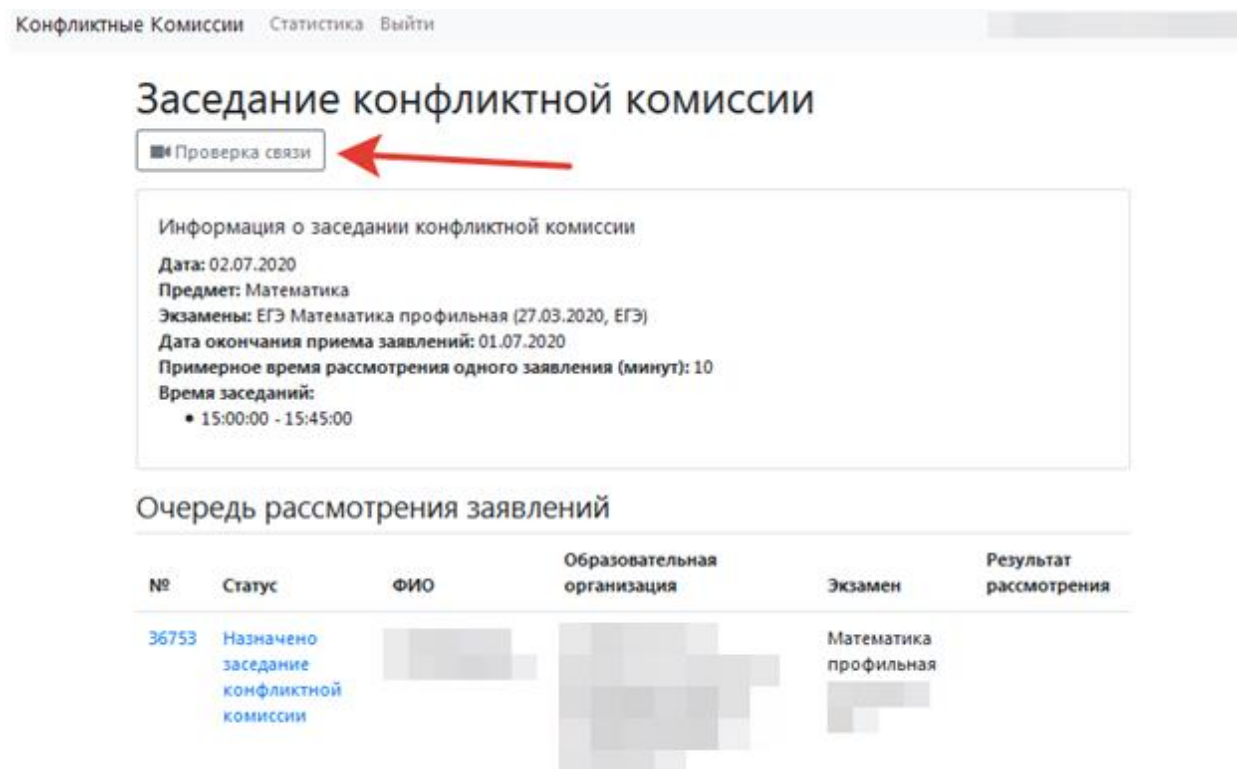 Конфликтные Комиссии Статистика Выйти
Заседание конфликтной комиссии
Проверка связи
Информация о заседании конфликтной комиссии
Дата: 02.07.2020
Предмет: Математика
Экзамены: ЕГЭ Математика профильная (27.03.2020, ЕГЭ)
Дата окончания приема заявлений: 01.07.2020
Примерное время рассмотрения одного заявления (минут): 10
Время заседаний:
• 15:00:00 - 15:45:00
Очередь рассмотрения заявлений
№ Статус ФИО Образовательная организация Экзамен Результат рассмотрения
36753 Назначено Математика
заседание профильная
конфликтной
комиссии